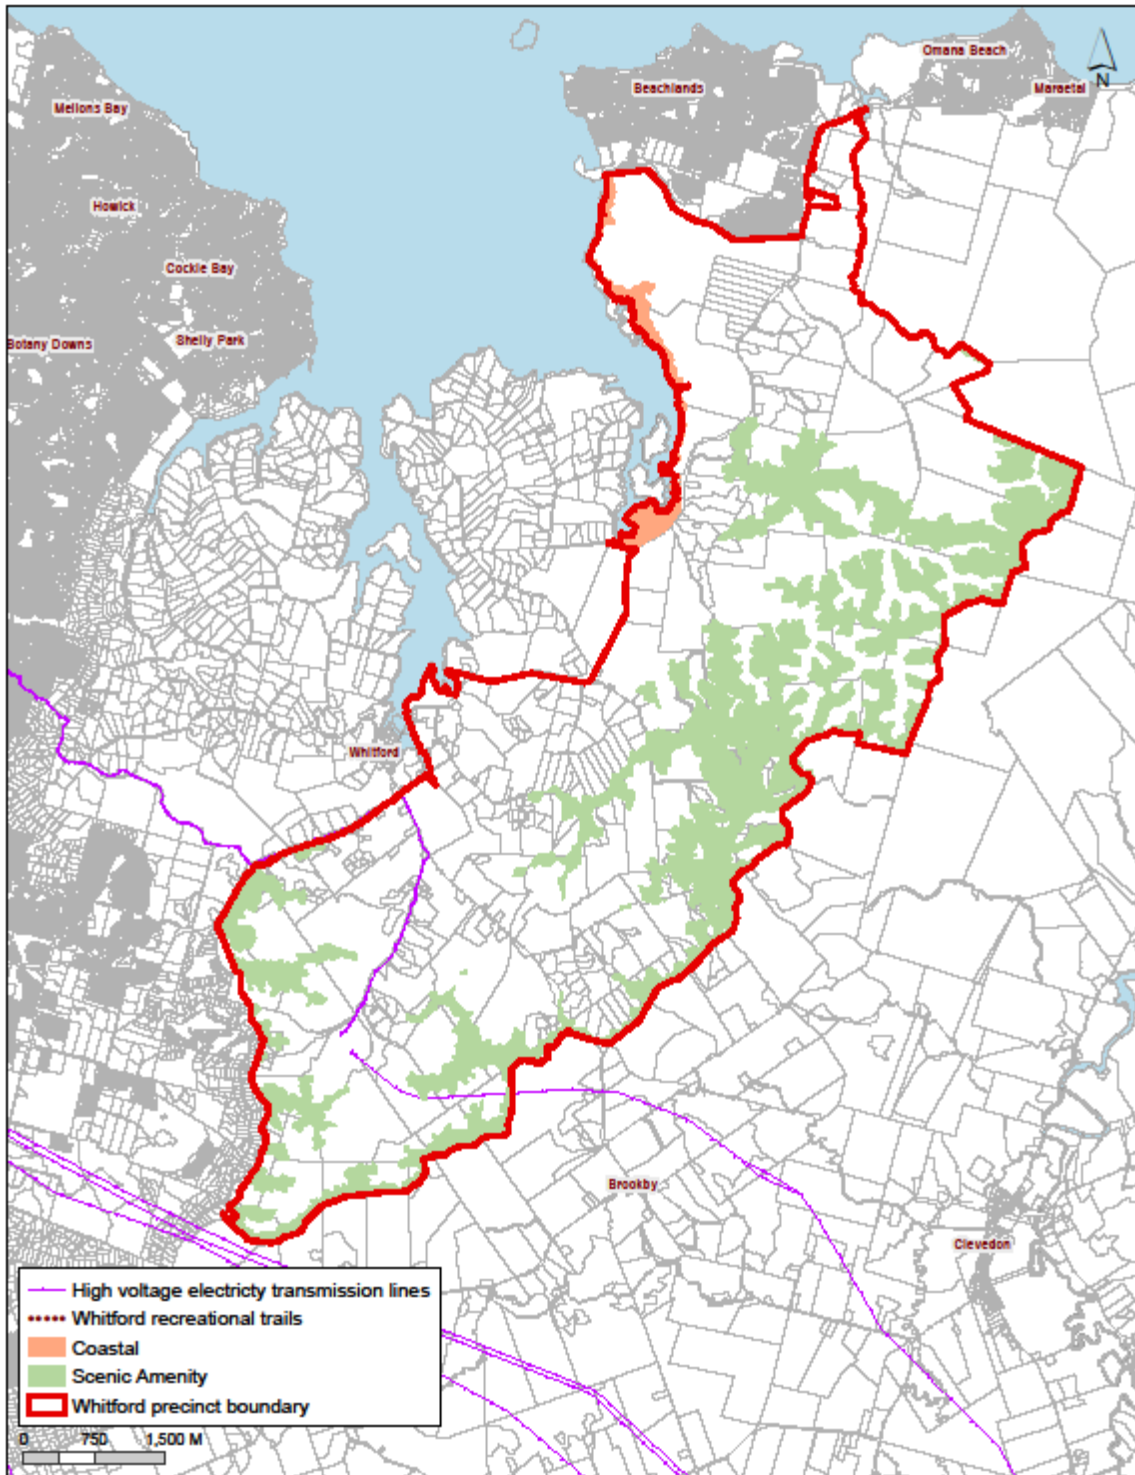 Omana Beach
N
Beachlands
Maraetai
Mellons Bay
Howick
Cockle Bay
Botany Downs
Shelly Park
Whitford
Brookby
Clevedon
High voltage electricty transmission lines
Whitford recreational trails
Coastal
Scenic Amenity
Whitford precinct boundary
0 750 1,500 M